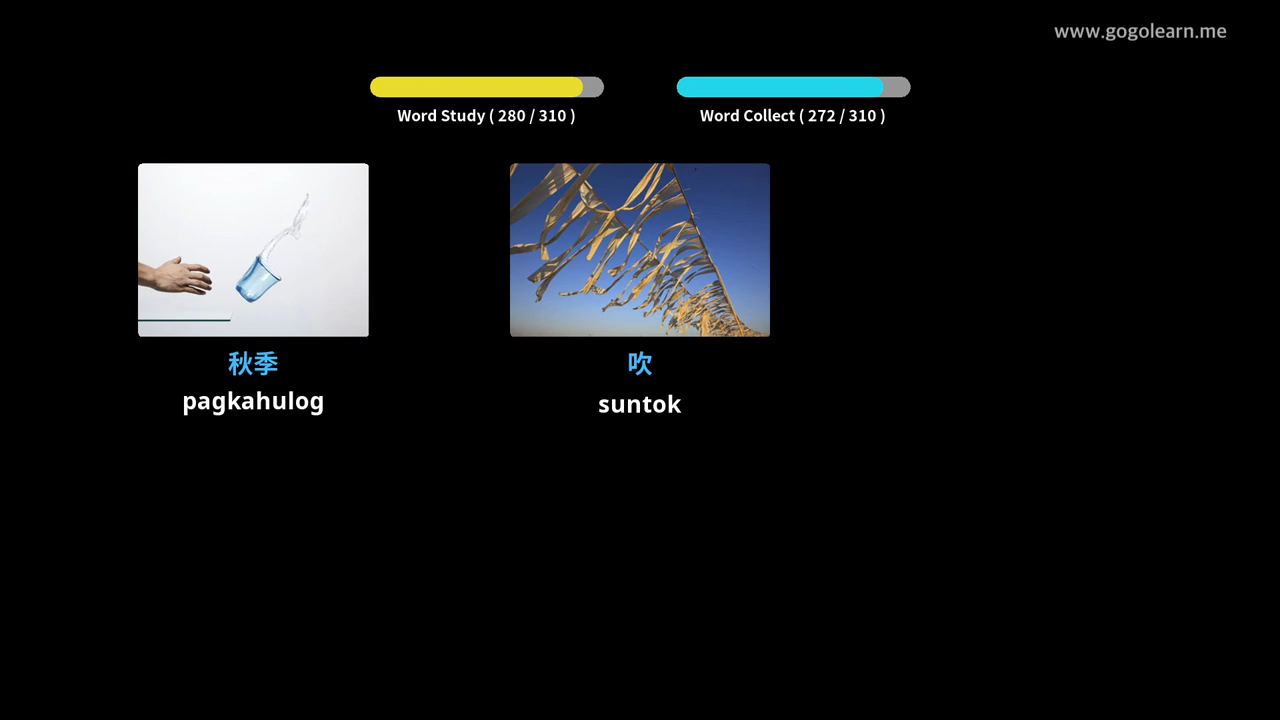 www.gogolearn.me
Word Study ( 280 / 310 )
Word Collect ( 272 / 310 )
秋季
pagkahulog
吹
suntok